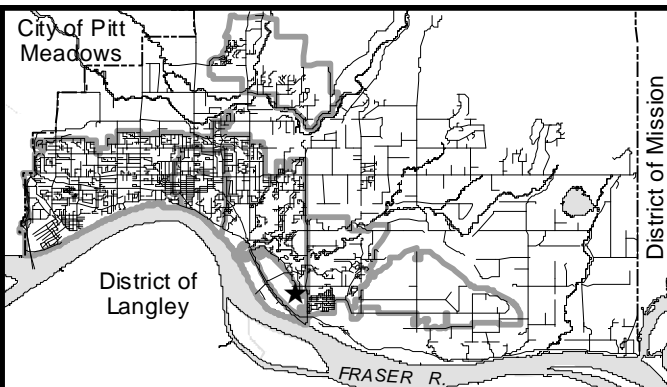 City of Pitt
Meadows
District of Mission
District of
Langley
FRASER R.